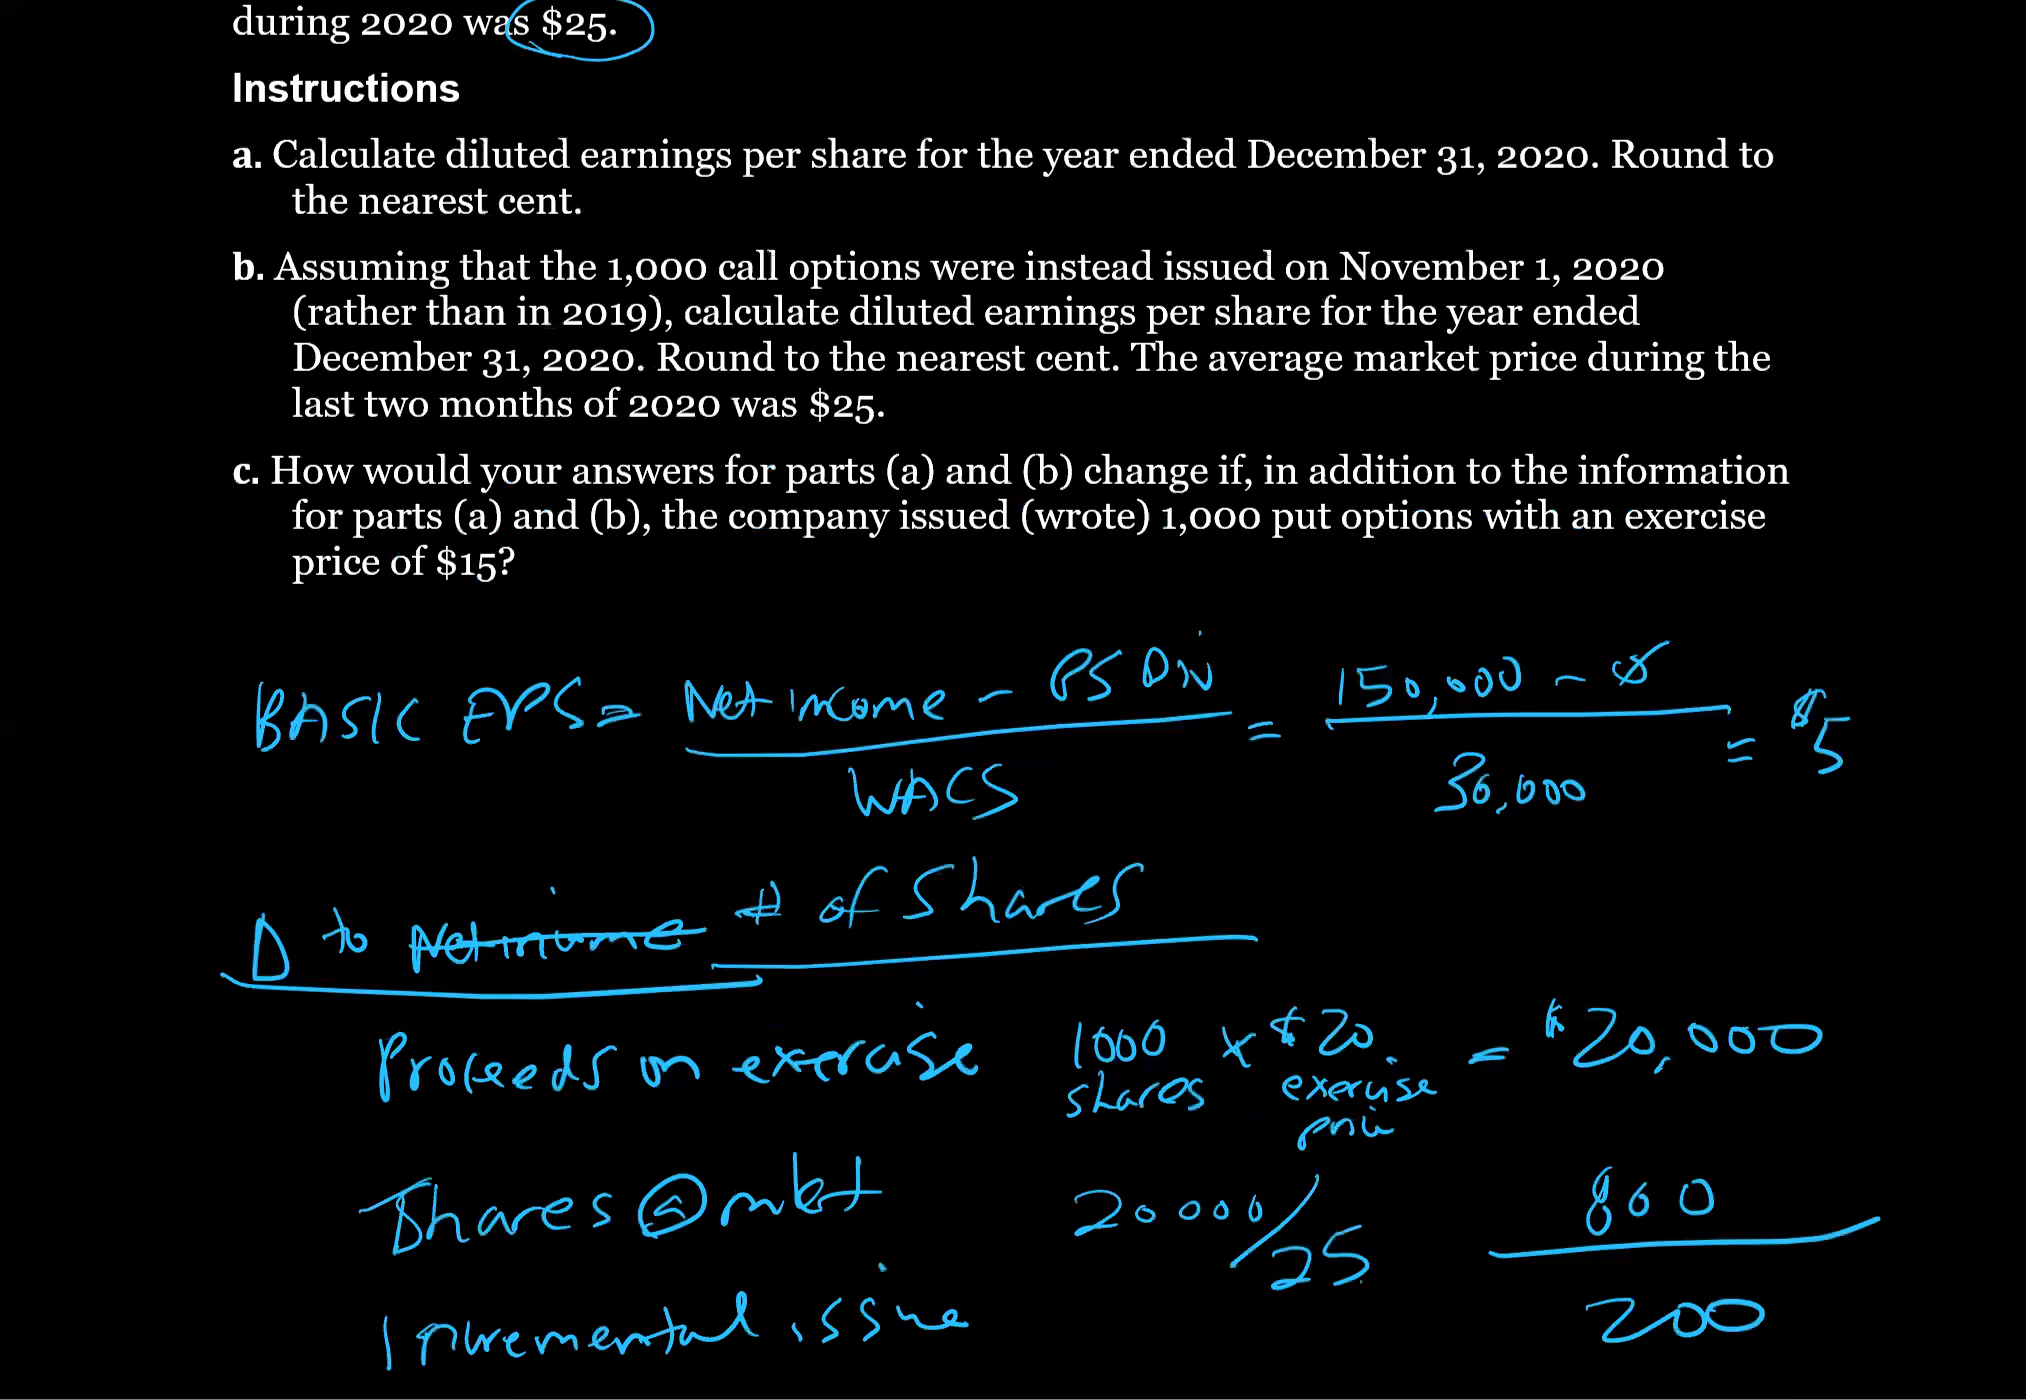 during 2020 was $25.
Instructions
a. Calculate diluted earnings per share for the year ended December 31, 2020. Round to
the nearest cent.
b. Assuming that the 1,000 call options were instead issued on November 1, 2020
(rather than in 2019), calculate diluted earnings per share for the year ended
December 31, 2020. Round to the nearest cent. The average market price during the
last two months of 2020 was $25.
c. How would your answers for parts (a) and (b) change if, in addition to the information
for parts (a) and (b), the company issued (wrote) 1,000 put options with an exercise
price of $15?
BASIC EPS = Net income - PS Div = 150,000 - 0 = $5
WACS 30,000
Δ to Net income # of Shares
Proceeds on exercise 1000 x $20. = $20,000
shares exercise
price
Shares @ mkt 20000/25 800
Incremental issue 200